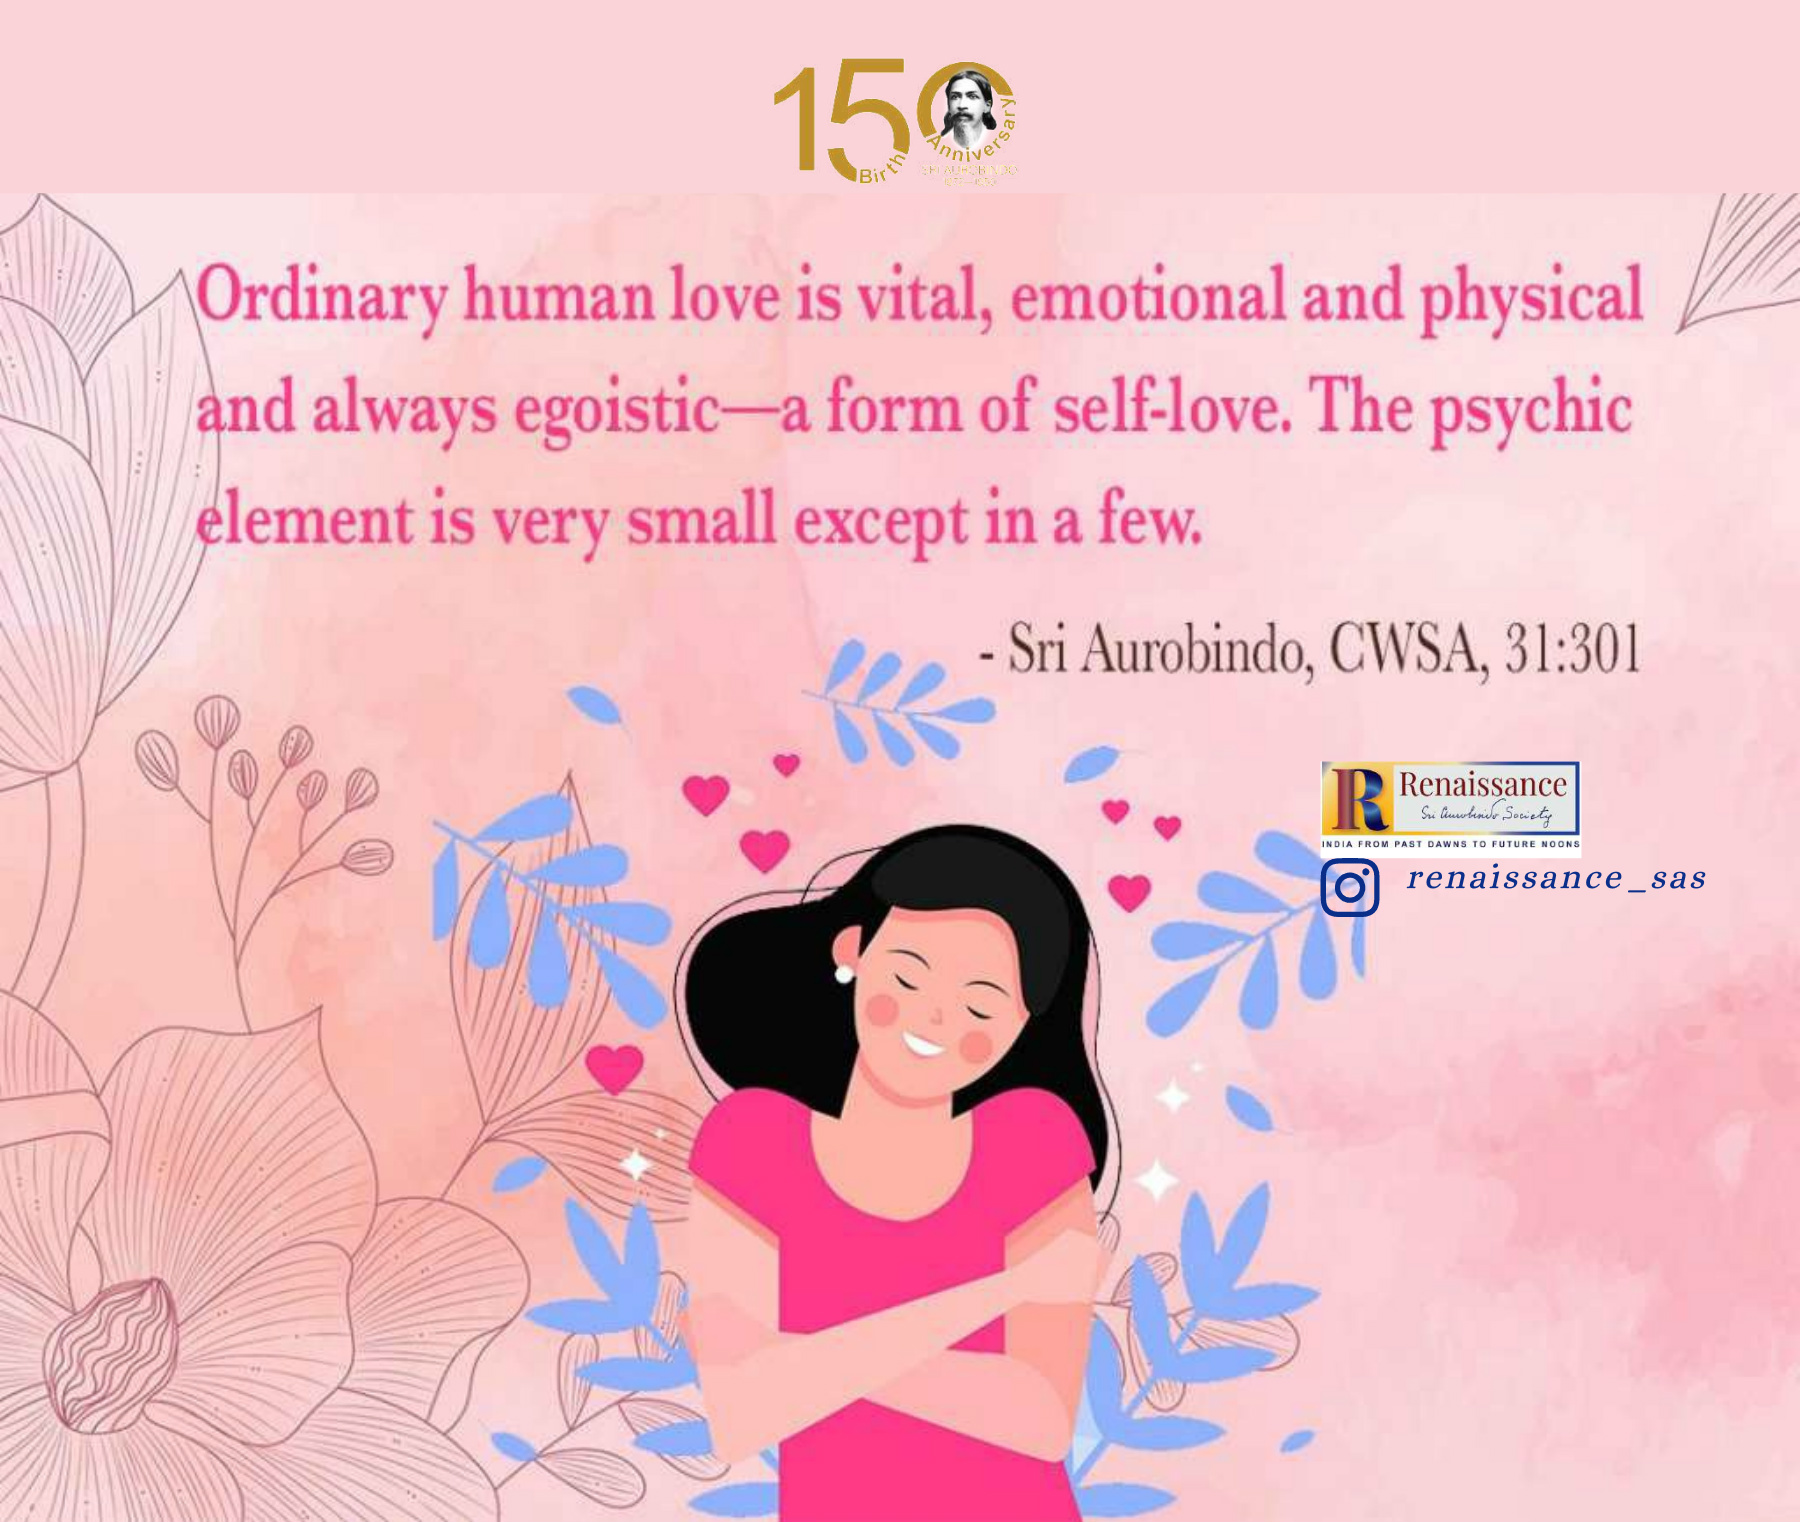 150
Birth Anniversary
SRI AUROBINDO
Ordinary human love is vital, emotional and physical
and always egoistic—a form of self-love. The psychic
element is very small except in a few.
- Sri Aurobindo, CWSA, 31:301
R Renaissance
Sri Aurobindo Society
INDIA FROM PAST DAWNS TO FUTURE NOONS
renaissance_sas